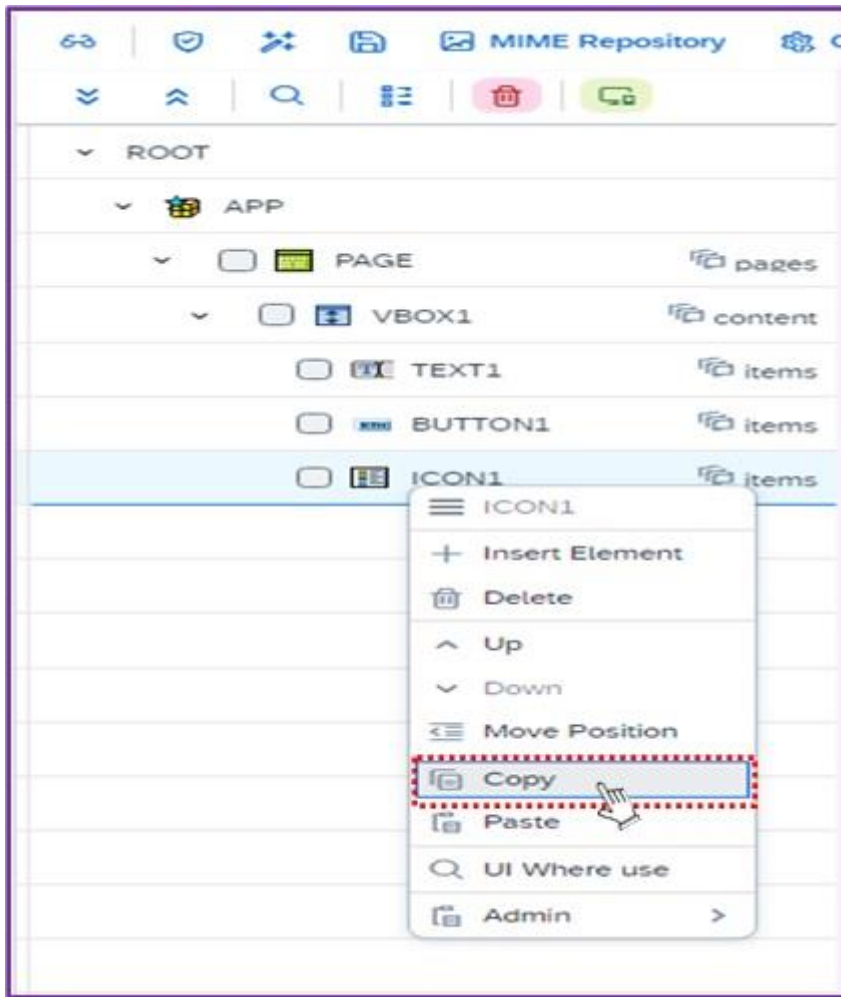 MIME Repository
ROOT
APP
PAGE pages
VBOX1 content
TEXT1 items
BUTTON1 items
ICON1 items
ICON1
Insert Element
Delete
Up
Down
Move Position
Copy
Paste
UI Where use
Admin